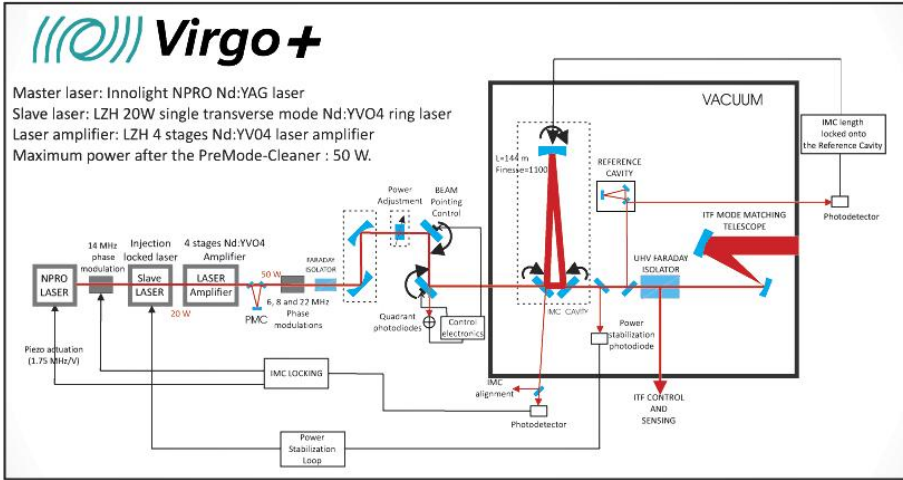 Virgo+
Master laser: Innolight NPRO Nd:YAG laser
Slave laser: LZH 20W single transverse mode Nd:YVO4 ring laser
Laser amplifier: LZH 4 stages Nd:YV04 laser amplifier
Maximum power after the PreMode-Cleaner : 50 W.
VACUUM
IMC length
locked onto
the Reference Cavity
L=144 m
Finesse=1100
REFERENCE
CAVITY
Photodetector
Power
Adjustment
BEAM
Pointing
Control
ITF MODE MATCHING
TELESCOPE
14 MHz
phase
modulation
Injection
locked laser
4 stages Nd:YVO4
Amplifier
FARADAY
ISOLATOR
UHV FARADAY
ISOLATOR
NPRO
LASER
Slave
LASER
LASER
Amplifier
50 W
20 W
PMC
6, 8 and 22 MHz
Phase
modulations
Quadrant
photodiodes
Control
electronics
IMC CAVITY
Power
stabilization
photodiode
Piezo actuation
(1.75 MHz/V)
IMC LOCKING
IMC
alignment
Photodetector
ITF CONTROL
AND
SENSING
Power
Stabilization
Loop